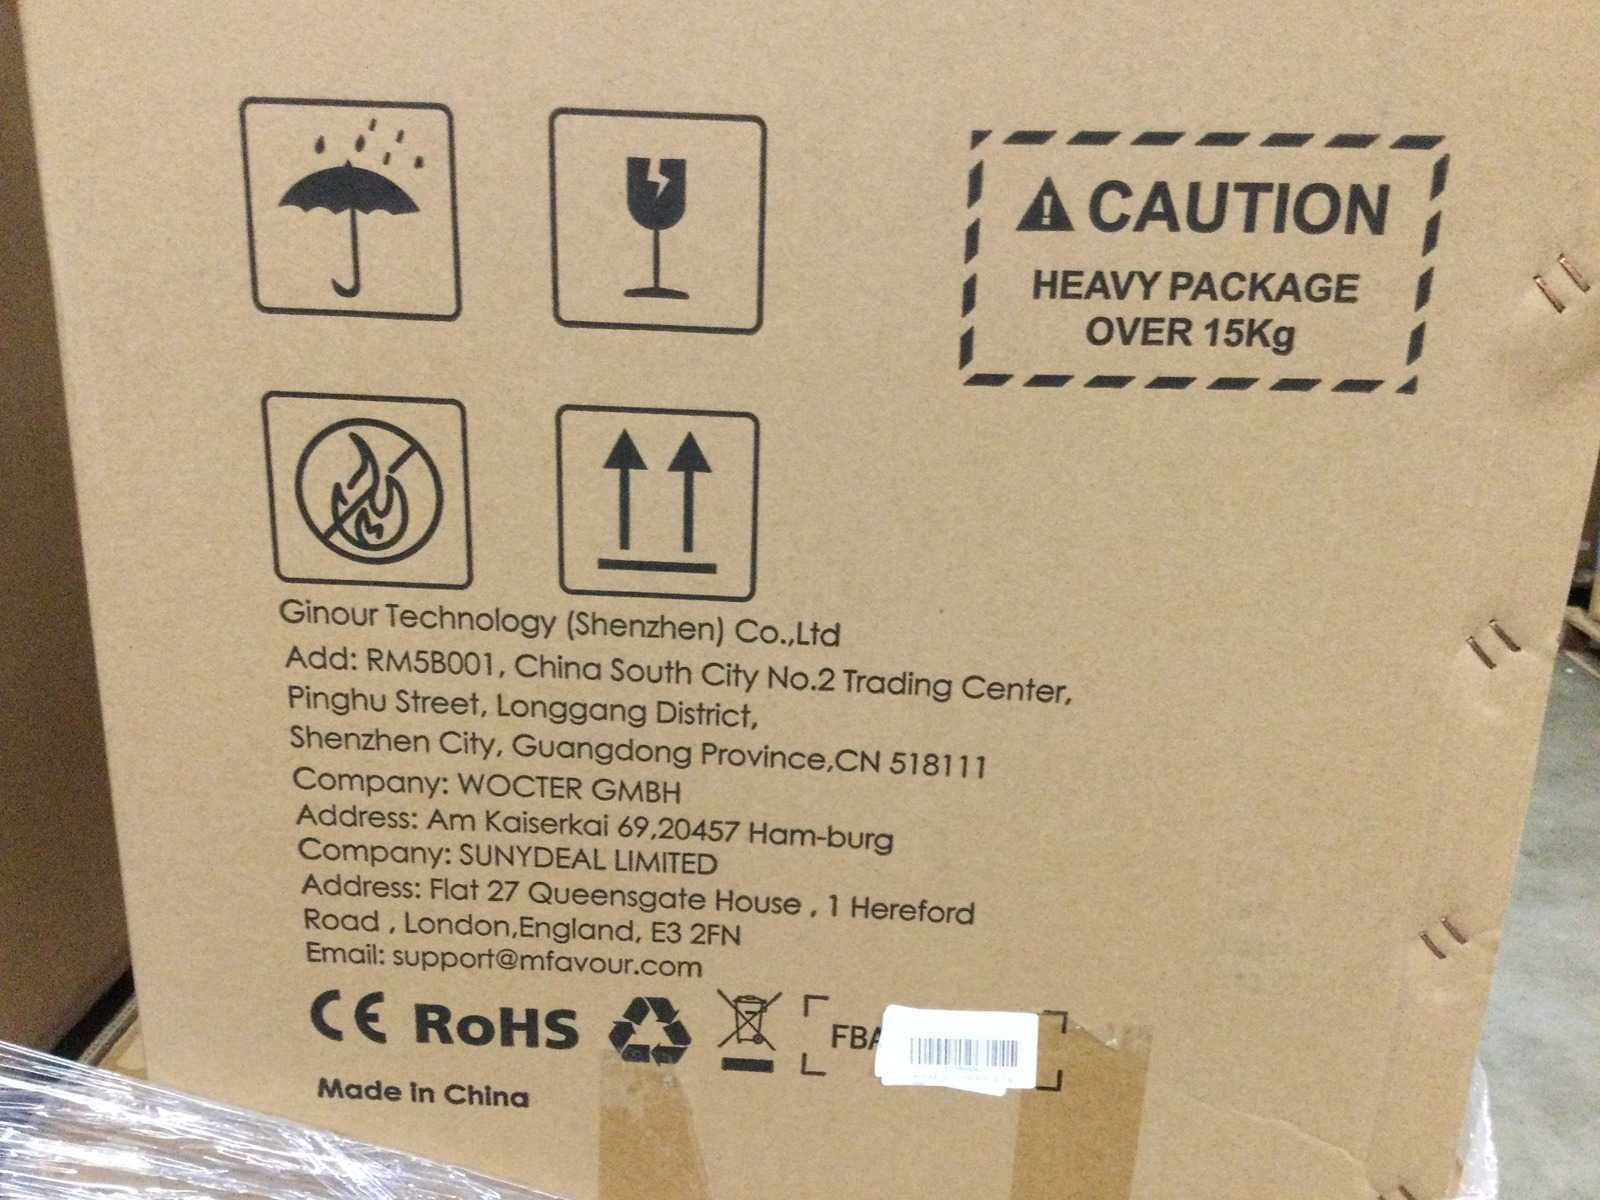 CAUTION
HEAVY PACKAGE
OVER 15Kg
Ginour Technology (Shenzhen) Co.,Ltd
Add: RM5B001, China South City No.2 Trading Center,
Pinghu Street, Longgang District,
Shenzhen City, Guangdong Province,CN 518111
Company: WOCTER GMBH
Address: Am Kaiserkai 69,20457 Ham-burg
Company: SUNYDEAL LIMITED
Address: Flat 27 Queensgate House , 1 Hereford
Road , London,England, E3 2FN
Email: support@mfavour.com
CE RoHS
Made in China